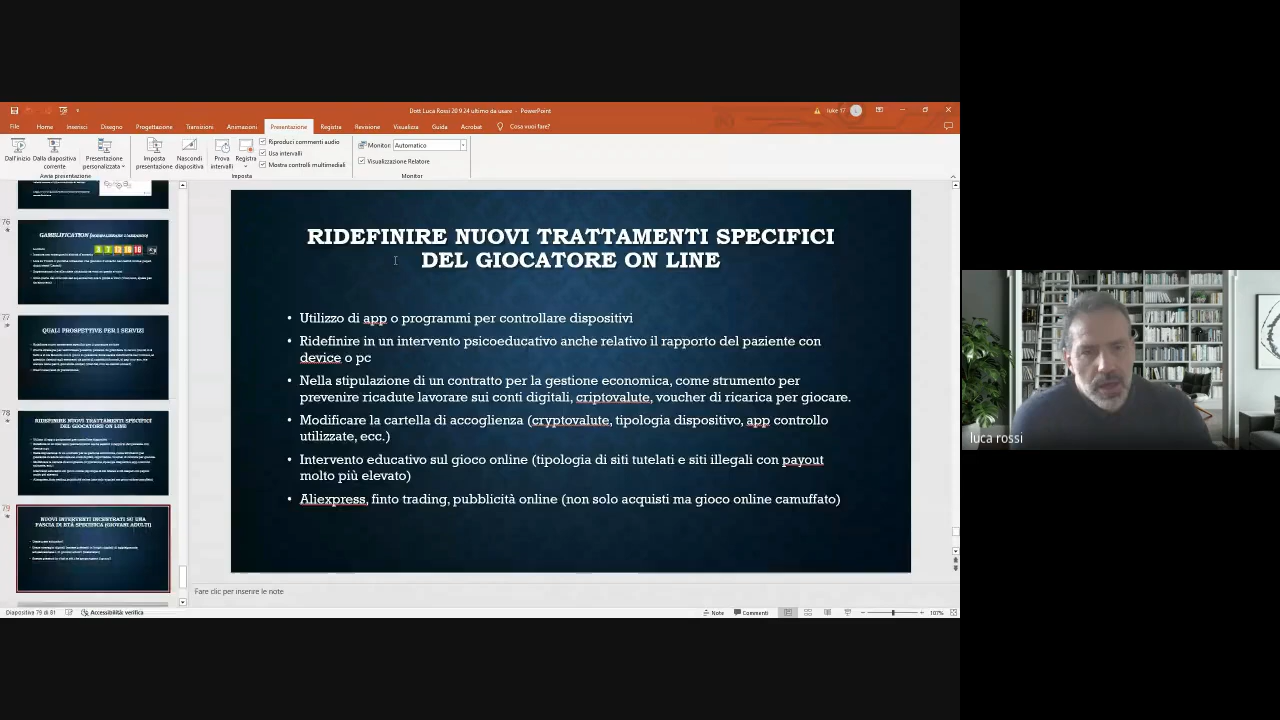 Dott Luca Rossi 20 9 24 ultimo da usare - PowerPoint
luke 17
File Home Inserisci Disegno Progettazione Transizioni Animazioni Presentazione Registra Revisione Visualizza Guida Acrobat Cosa vuoi fare?
Dall'inizio
Dalla diapositiva corrente
Presentazione personalizzata
Imposta presentazione
Nascondi diapositiva
Prova intervalli
Registra
Riproduci commenti audio
Usa intervalli
Mostra controlli multimediali
Monitor: Automatico
Visualizzazione Relatore
Avvia presentazione
Imposta
Monitor
76
77
QUALI PROSPETTIVE PER I SERVIZI
78
RIDEFINIRE NUOVI TRATTAMENTI SPECIFICI
DEL GIOCATORE ON LINE
79
NUOVI INTERVENTI INCENTRATI SU UNA
FASCIA DI ETÀ SPECIFICA (GIOVANI ADULTI)
RIDEFINIRE NUOVI TRATTAMENTI SPECIFICI
DEL GIOCATORE ON LINE
• Utilizzo di app o programmi per controllare dispositivi
• Ridefinire in un intervento psicoeducativo anche relativo il rapporto del paziente con
device o pc
• Nella stipulazione di un contratto per la gestione economica, come strumento per
prevenire ricadute lavorare sui conti digitali, criptovalute, voucher di ricarica per giocare.
• Modificare la cartella di accoglienza (cryptovalute, tipologia dispositivo, app controllo
utilizzate, ecc.)
• Intervento educativo sul gioco online (tipologia di siti tutelati e siti illegali con payout
molto più elevato)
• Aliexpress, finto trading, pubblicità online (non solo acquisti ma gioco online camuffato)
Fare clic per inserire le note
Diapositiva 79 di 81
Accessibilità: verifica
Note
Commenti
107%
luca rossi